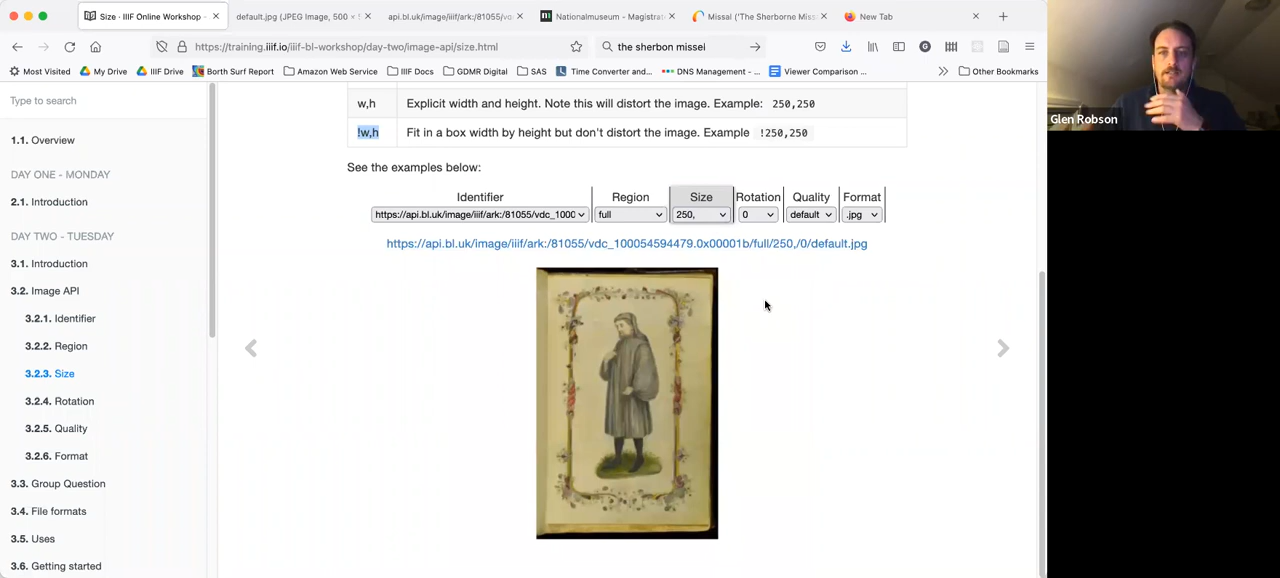 Size - IIIF Online Workshop
default.jpg (JPEG Image, 500 ×
api.bl.uk/image/iiif/ark:/81055/vdc
Nationalmuseum - Magistrat
Missal ('The Sherborne Miss
New Tab
https://training.iiif.io/iiif-bl-workshop/day-two/image-api/size.html
the sherbon missel
Most Visited
My Drive
IIIF Drive
Borth Surf Report
Amazon Web Service
IIIF Docs
GDMR Digital
SAS
Time Converter and...
DNS Management - ...
Viewer Comparison ...
Other Bookmarks
Type to search
1.1. Overview
DAY ONE - MONDAY
2.1. Introduction
DAY TWO - TUESDAY
3.1. Introduction
3.2. Image API
3.2.1. Identifier
3.2.2. Region
3.2.3. Size
3.2.4. Rotation
3.2.5. Quality
3.2.6. Format
3.3. Group Question
3.4. File formats
3.5. Uses
3.6. Getting started
w,h Explicit width and height. Note this will distort the image. Example: 250,250
!w,h Fit in a box width by height but don't distort the image. Example !250,250
See the examples below:
Identifier Region Size Rotation Quality Format
https://api.bl.uk/image/iiif/ark:/81055/vdc_1000 full 250, 0 default .jpg
https://api.bl.uk/image/iiif/ark:/81055/vdc_100054594479.0x00001b/full/250,/0/default.jpg
Glen Robson